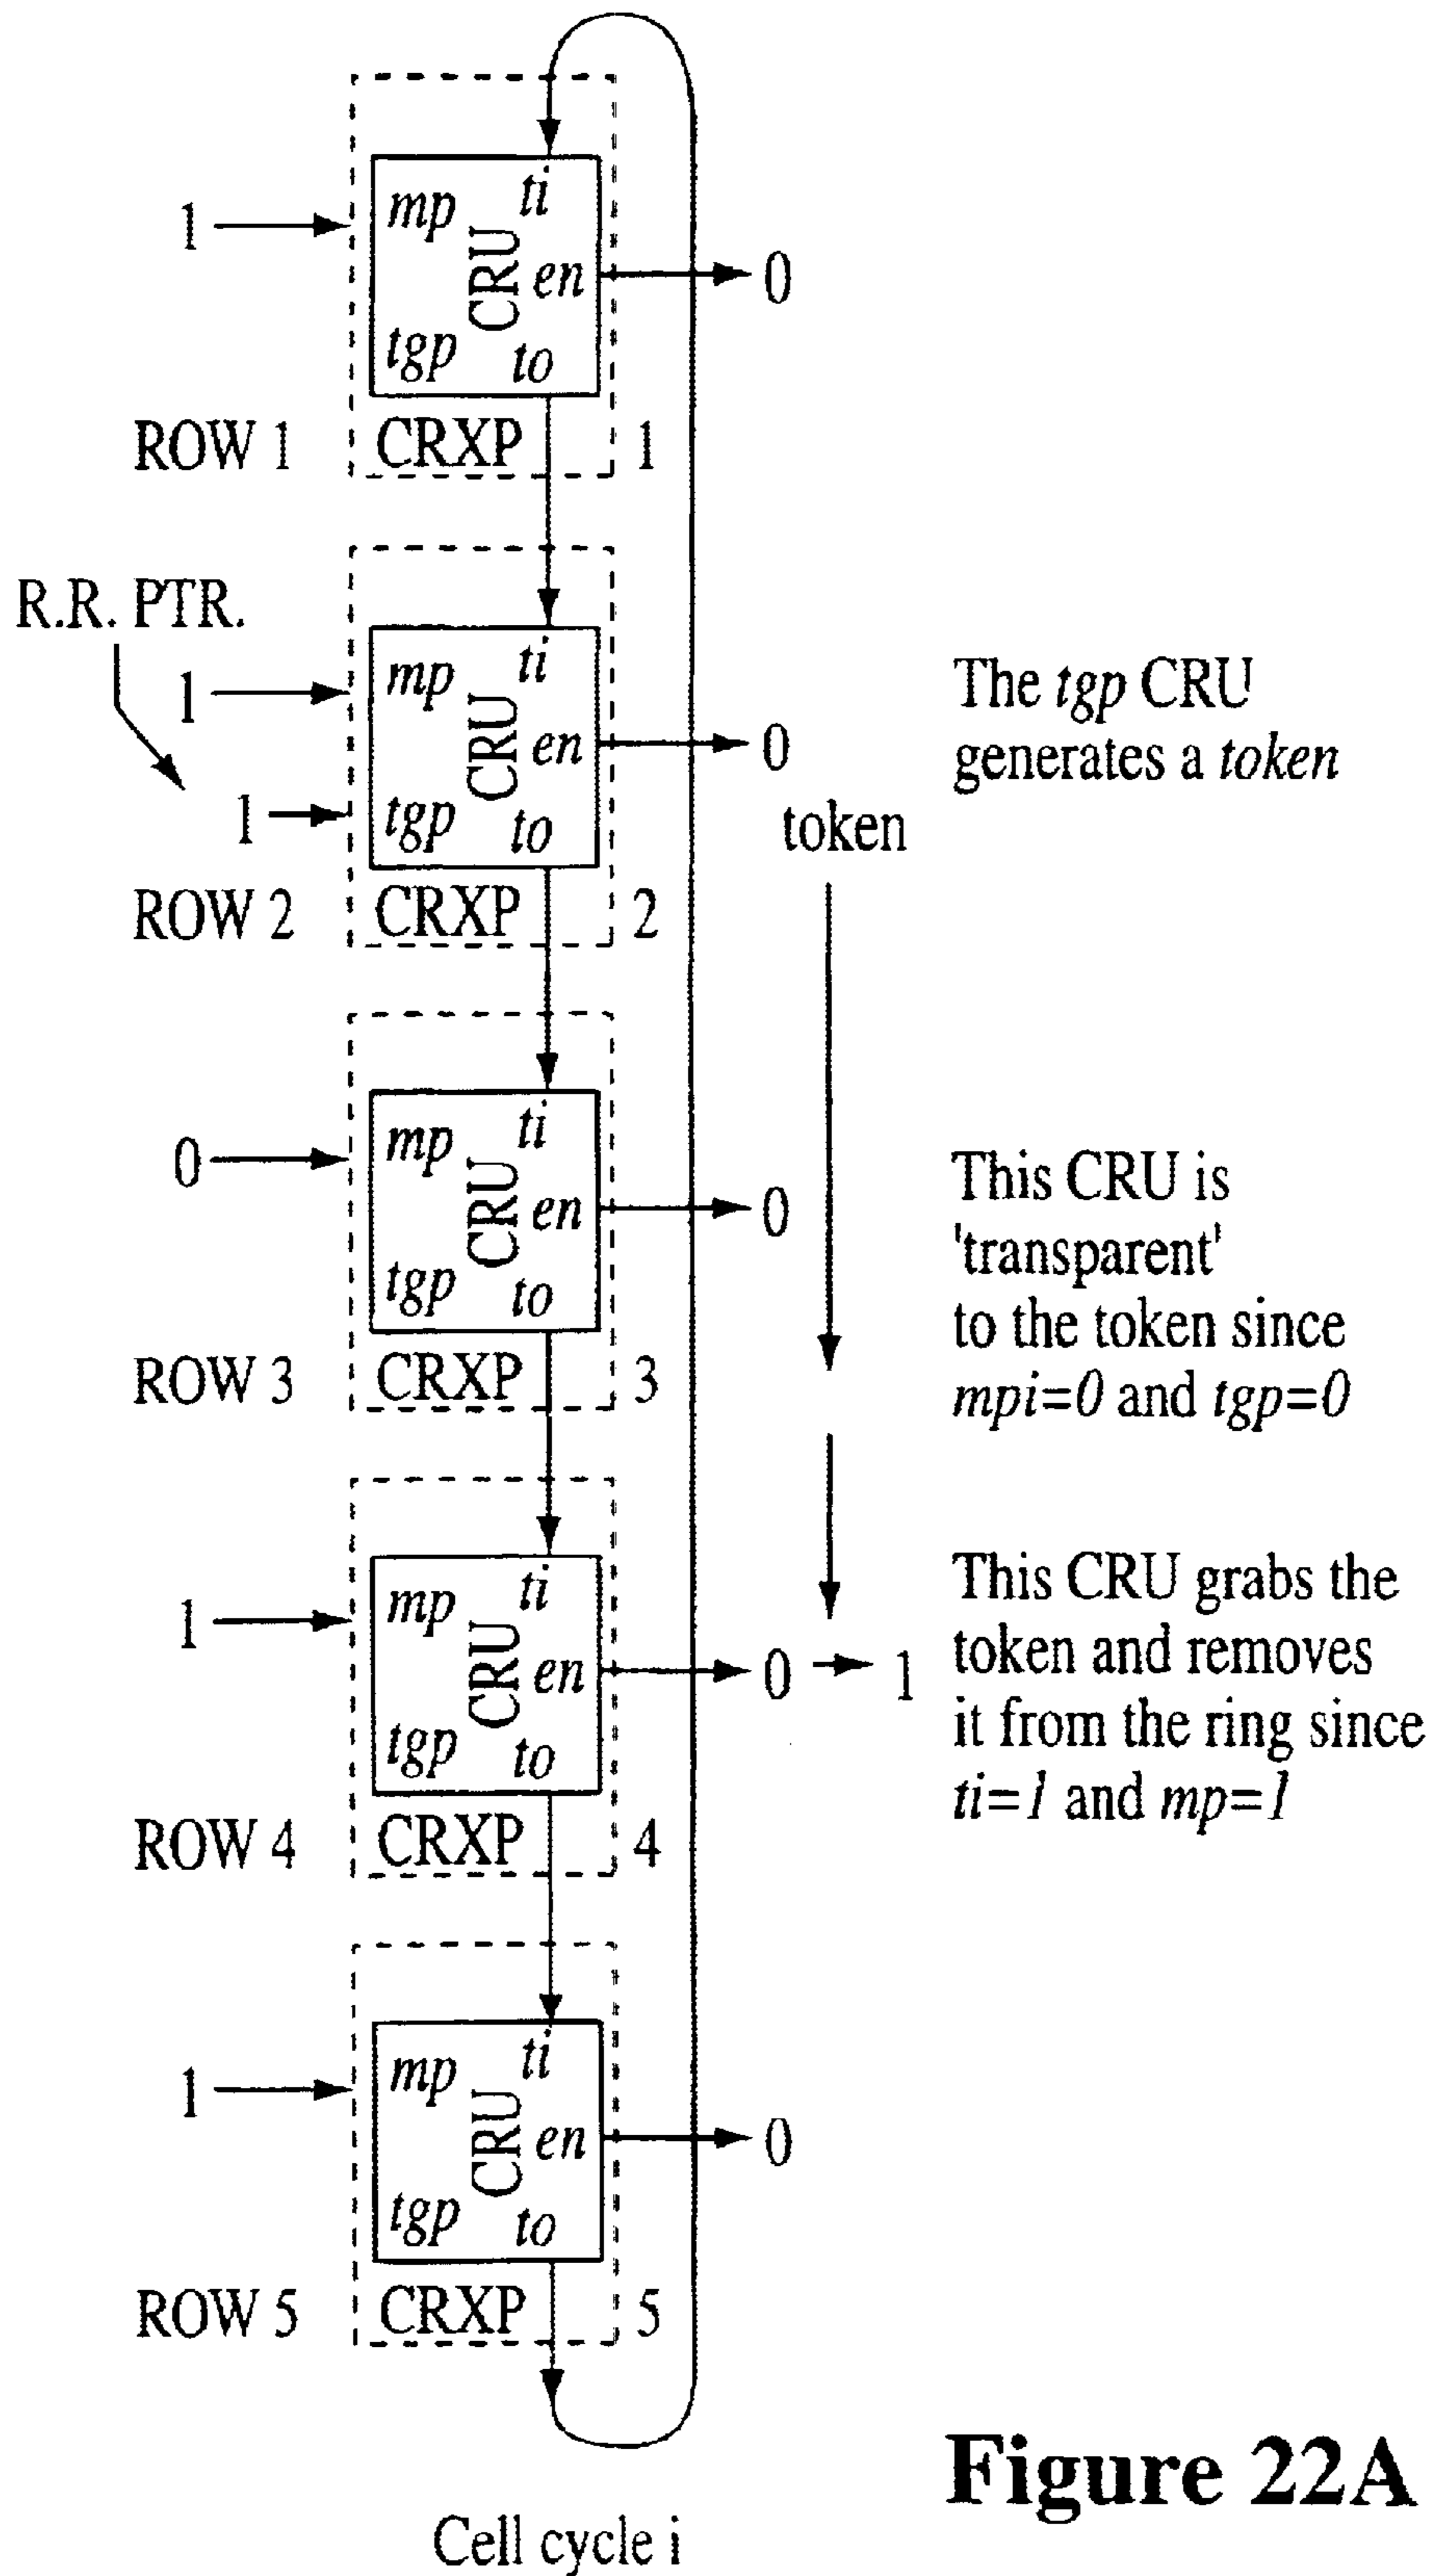 mp ti
1
CRU
en
0
tgp to
ROW 1 CRXP 1
R.R. PTR.
mp ti
1
CRU
en
0
1
tgp to
token
ROW 2 CRXP 2
The tgp CRU
generates a token
mp ti
0
CRU
en
0
tgp to
ROW 3 CRXP 3
This CRU is
'transparent'
to the token since
mpi=0 and tgp=0
mp ti
1
CRU
en
0 1
tgp to
ROW 4 CRXP 4
This CRU grabs the
token and removes
it from the ring since
ti=1 and mp=1
mp ti
1
CRU
en
0
tgp to
ROW 5 CRXP 5
Figure 22A
Cell cycle i